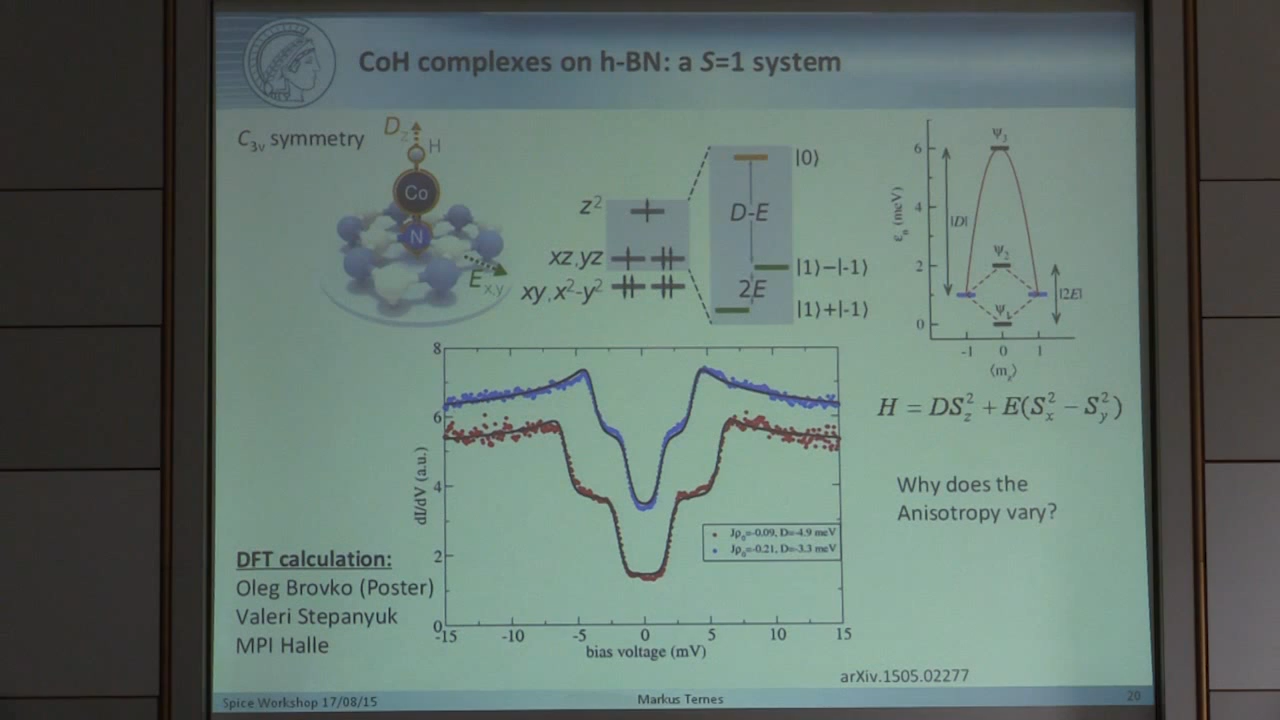 CoH complexes on h-BN: a S=1 system
C3v symmetry
Dz
H
Co
N
Ex,y
z²
xz,yz
xy,x²-y²
|0⟩
D-E
|1⟩−|-1⟩
2E
|1⟩+|-1⟩
εn (meV)
6
4
2
0
Ψ3
|D|
Ψ2
|2E|
Ψ1
-1 0 1
⟨mz⟩
H = DSz² + E(Sx² − Sy²)
Why does the
Anisotropy vary?
dI/dV (a.u.)
8
6
4
2
0
-15 -10 -5 0 5 10 15
bias voltage (mV)
Jρ0=-0.09, D=-4.9 meV
Jρ0=-0.21, D=-3.3 meV
DFT calculation:
Oleg Brovko (Poster)
Valeri Stepanyuk
MPI Halle
arXiv.1505.02277
Spice Workshop 17/08/15
Markus Ternes
20